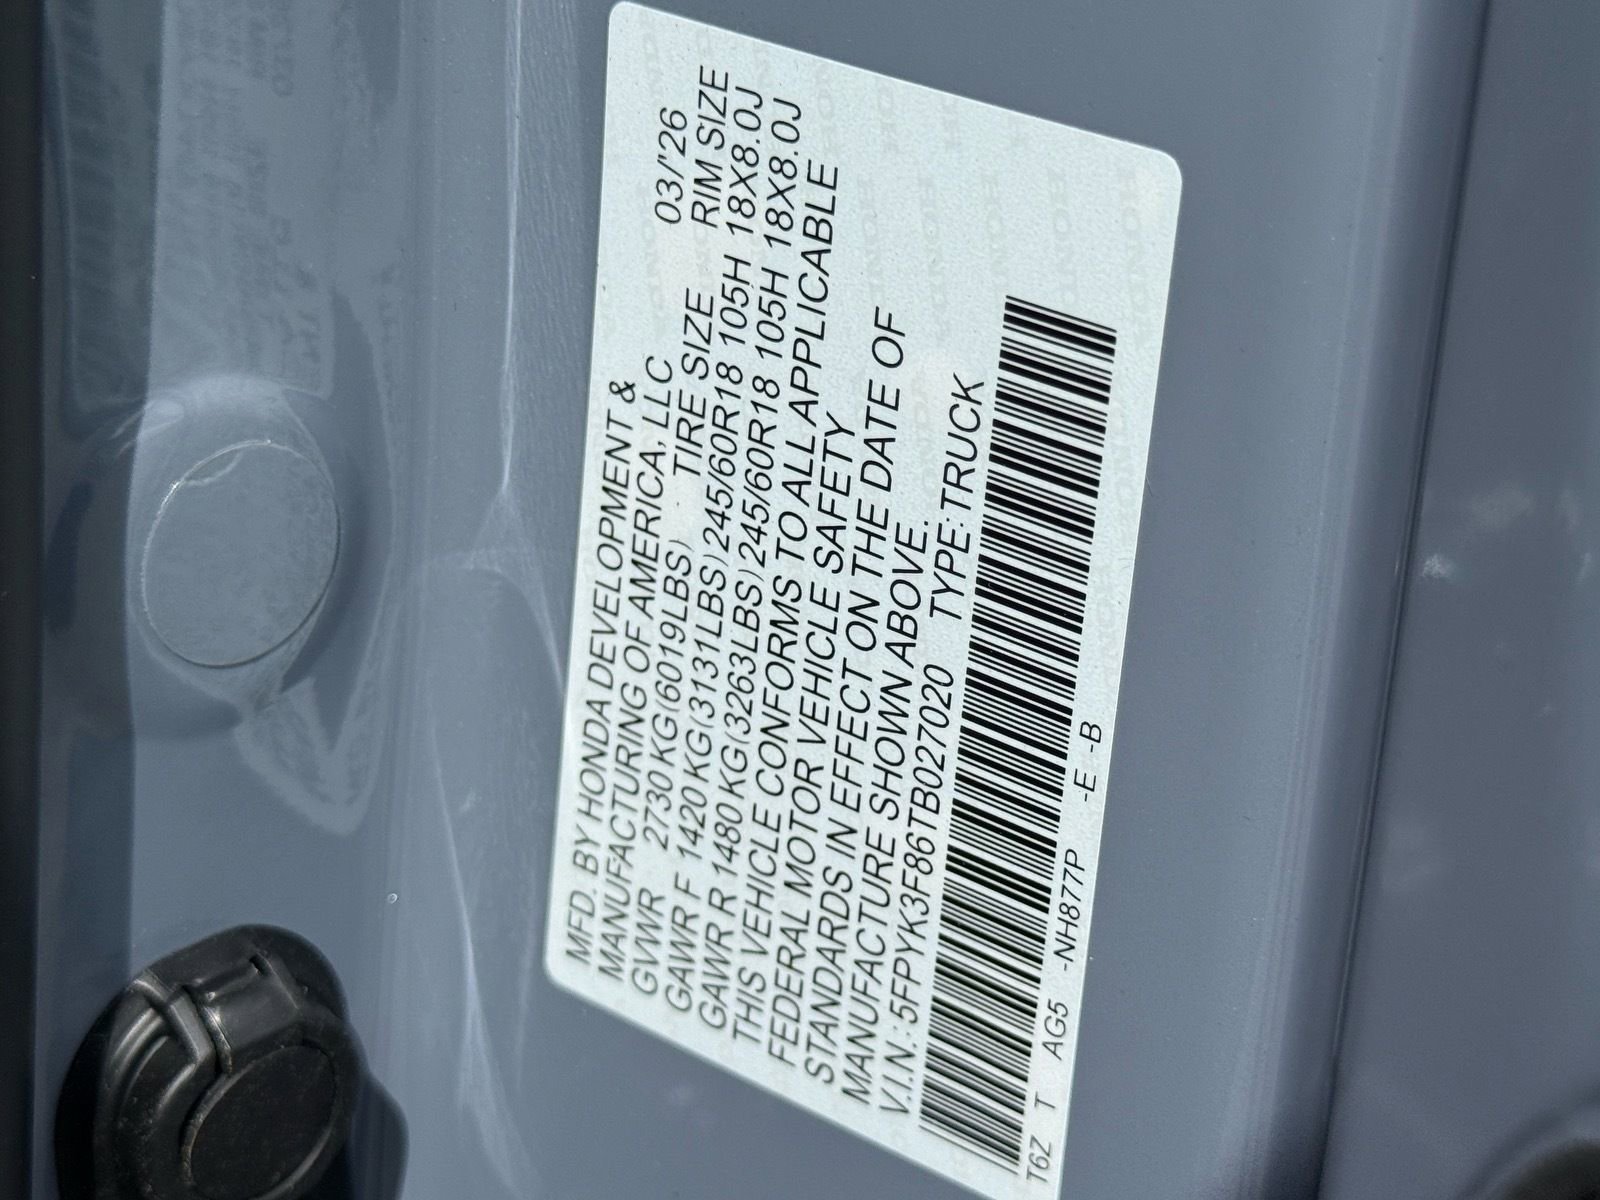 MFD. BY HONDA DEVELOPMENT &
MANUFACTURING OF AMERICA, LLC 03/'26
GVWR 2730 KG(6019LBS) TIRE SIZE RIM SIZE
GAWR F 1420 KG(3131LBS) 245/60R18 105H 18X8.0J
GAWR R 1480 KG(3263LBS) 245/60R18 105H 18X8.0J
THIS VEHICLE CONFORMS TO ALL APPLICABLE
FEDERAL MOTOR VEHICLE SAFETY
STANDARDS IN EFFECT ON THE DATE OF
MANUFACTURE SHOWN ABOVE.
V.I.N.: 5FPYK3F86TB027020 TYPE: TRUCK
T6Z T AG5 -NH877P -E -B